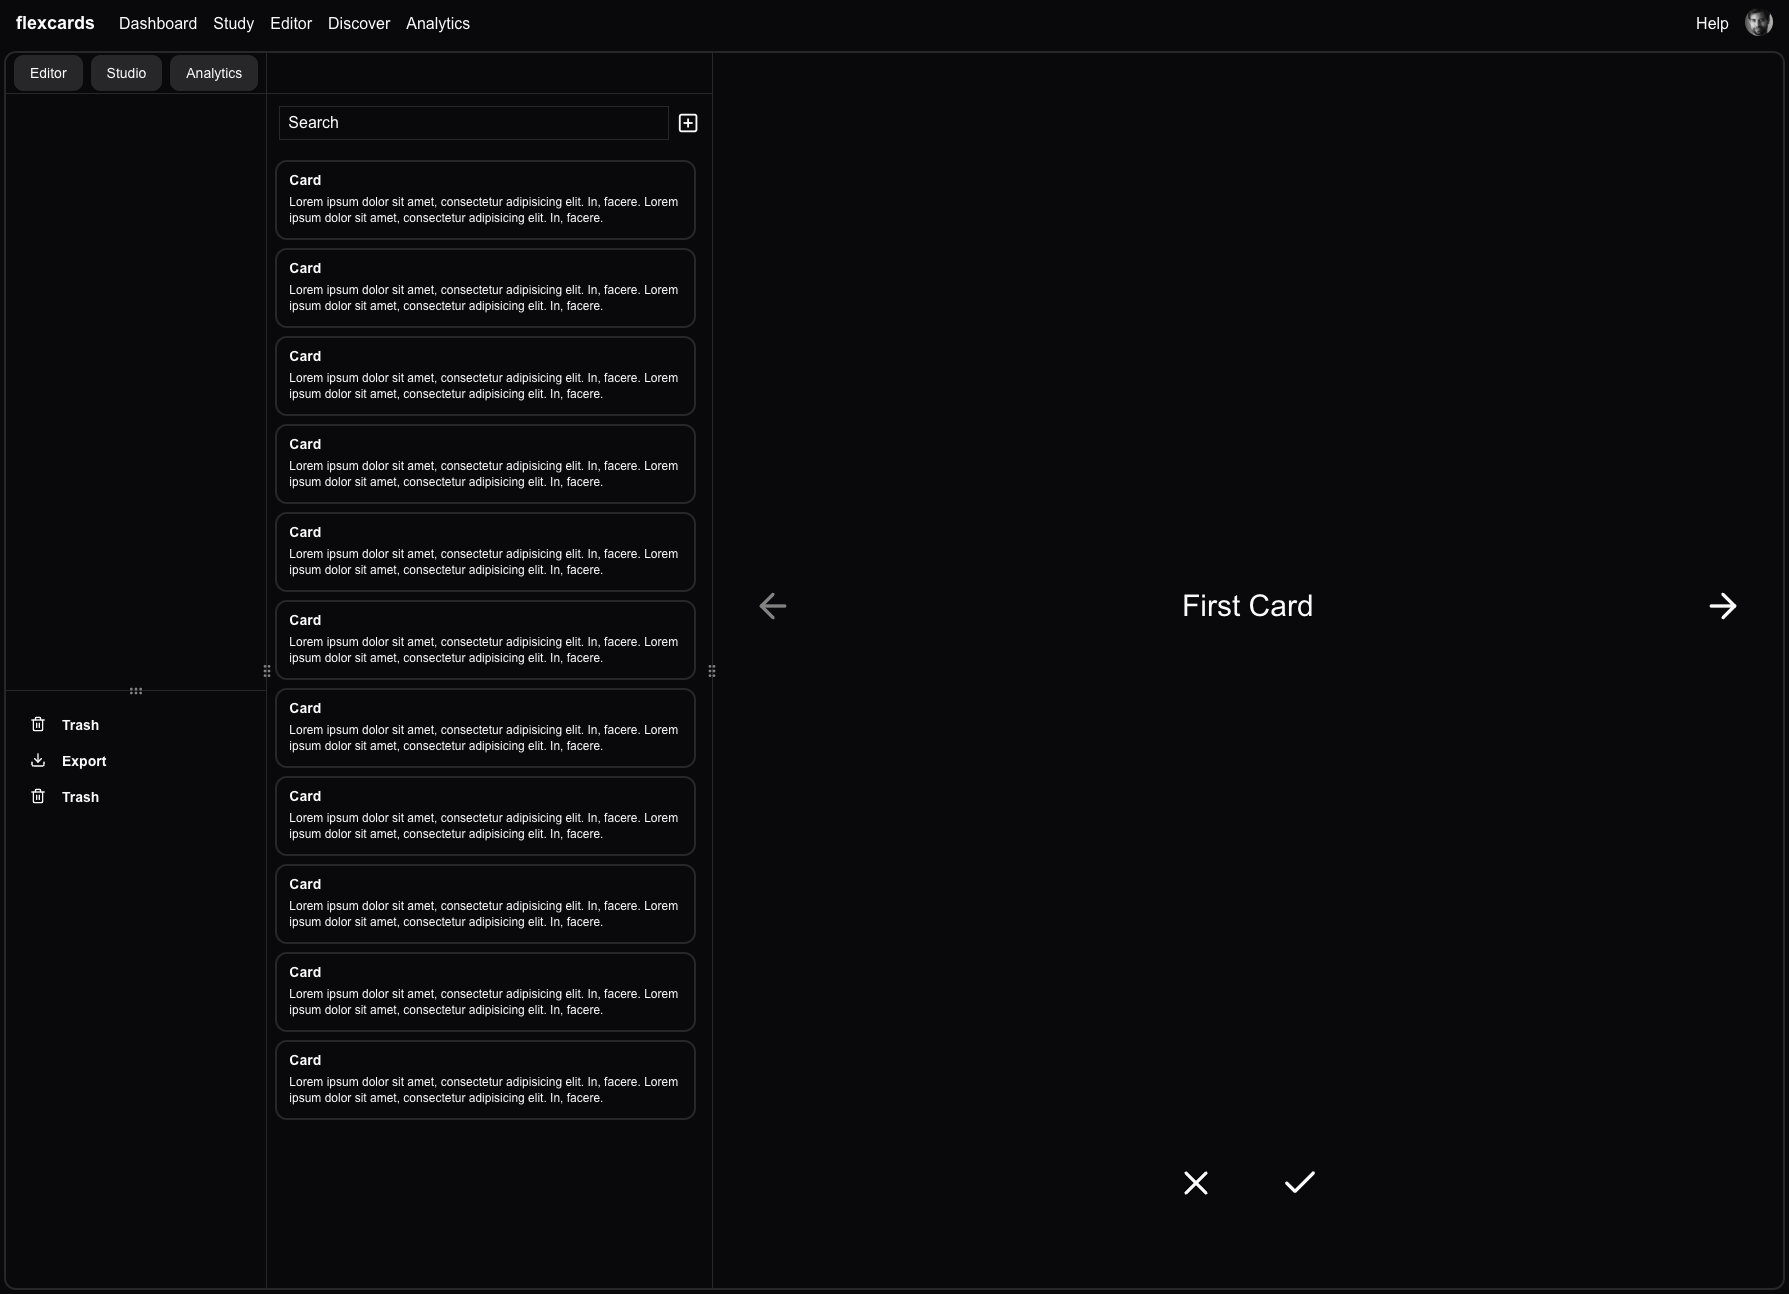 flexcards Dashboard Study Editor Discover Analytics Help
Editor Studio Analytics
Search
Card
Lorem ipsum dolor sit amet, consectetur adipisicing elit. In, facere. Lorem
ipsum dolor sit amet, consectetur adipisicing elit. In, facere.
Card
Lorem ipsum dolor sit amet, consectetur adipisicing elit. In, facere. Lorem
ipsum dolor sit amet, consectetur adipisicing elit. In, facere.
Card
Lorem ipsum dolor sit amet, consectetur adipisicing elit. In, facere. Lorem
ipsum dolor sit amet, consectetur adipisicing elit. In, facere.
Card
Lorem ipsum dolor sit amet, consectetur adipisicing elit. In, facere. Lorem
ipsum dolor sit amet, consectetur adipisicing elit. In, facere.
Card
Lorem ipsum dolor sit amet, consectetur adipisicing elit. In, facere. Lorem
ipsum dolor sit amet, consectetur adipisicing elit. In, facere.
Card
Lorem ipsum dolor sit amet, consectetur adipisicing elit. In, facere. Lorem
ipsum dolor sit amet, consectetur adipisicing elit. In, facere.
Card
Lorem ipsum dolor sit amet, consectetur adipisicing elit. In, facere. Lorem
ipsum dolor sit amet, consectetur adipisicing elit. In, facere.
Card
Lorem ipsum dolor sit amet, consectetur adipisicing elit. In, facere. Lorem
ipsum dolor sit amet, consectetur adipisicing elit. In, facere.
Card
Lorem ipsum dolor sit amet, consectetur adipisicing elit. In, facere. Lorem
ipsum dolor sit amet, consectetur adipisicing elit. In, facere.
Card
Lorem ipsum dolor sit amet, consectetur adipisicing elit. In, facere. Lorem
ipsum dolor sit amet, consectetur adipisicing elit. In, facere.
Card
Lorem ipsum dolor sit amet, consectetur adipisicing elit. In, facere. Lorem
ipsum dolor sit amet, consectetur adipisicing elit. In, facere.
Trash
Export
Trash
First Card